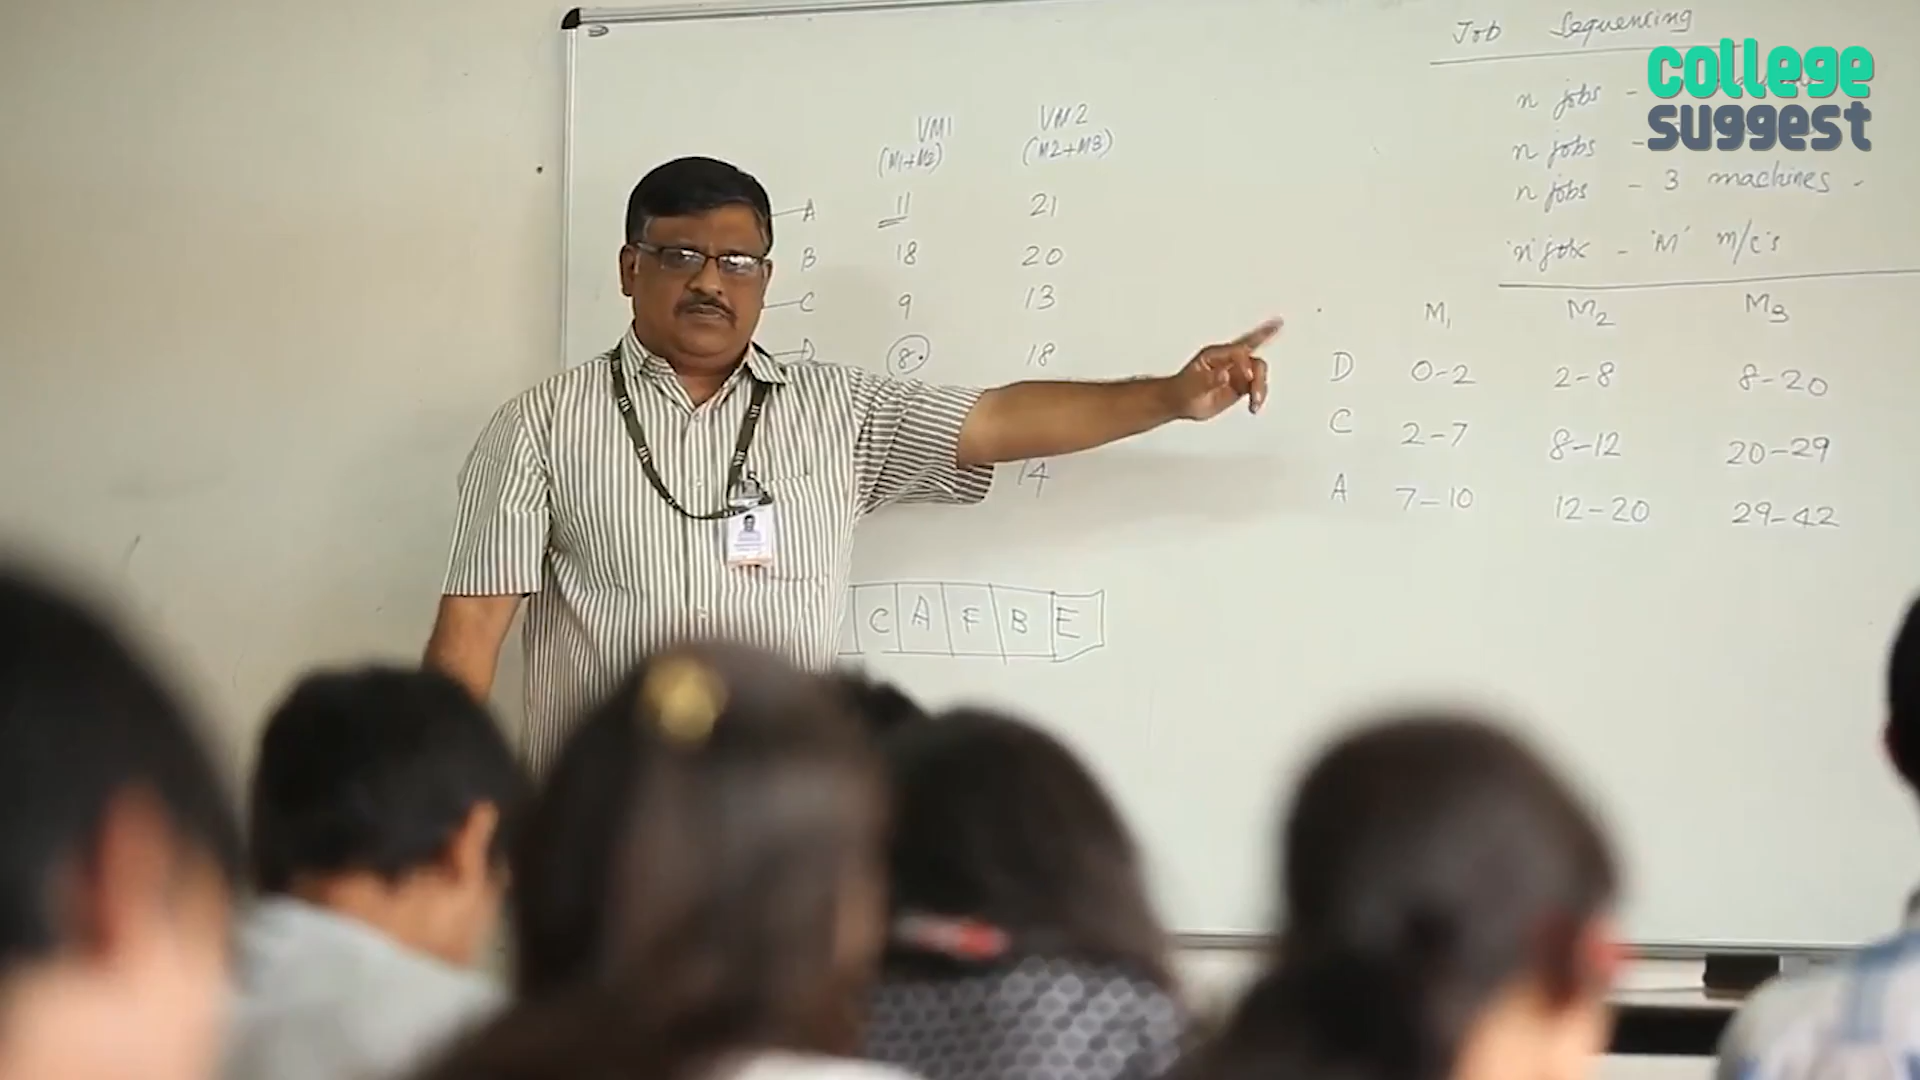 Job Sequencing
college
suggest
n jobs -
n jobs -
n jobs - 3 machines -
'n' jobs - 'M' m/c's
VM1 VM2
(M1+M2) (M2+M3)
A 11 21
B 18 20
C 9 13
D 8 18
14
C A F B E
M1 M2 M3
D 0-2 2-8 8-20
C 2-7 8-12 20-29
A 7-10 12-20 29-42